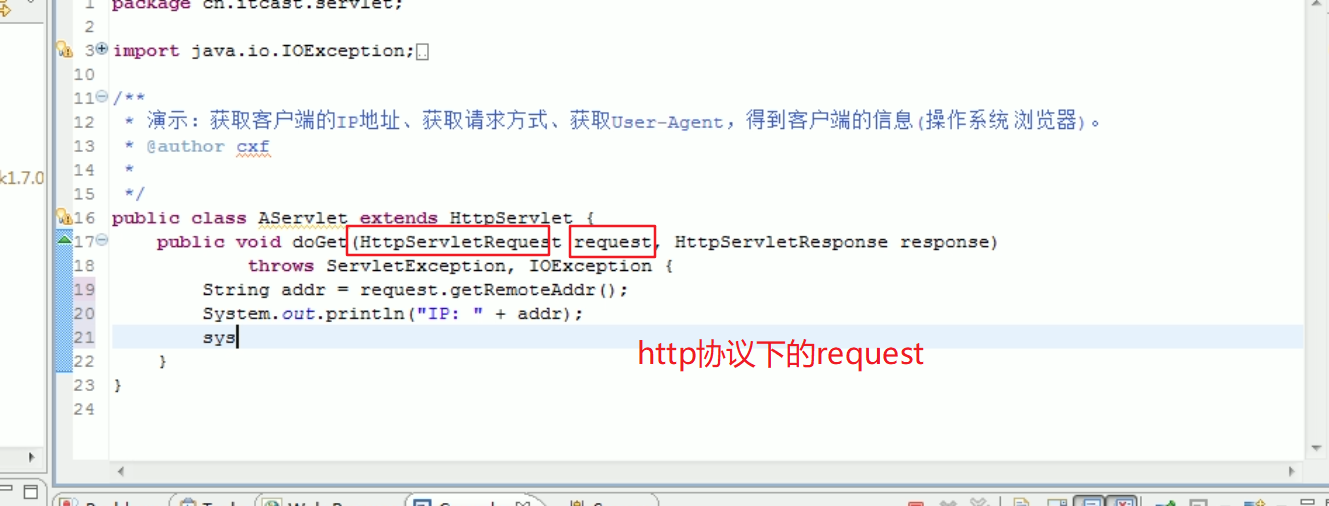 1 package cn.itcast.servlet;
2
3 import java.io.IOException;
10
11 /**
12 * 演示：获取客户端的IP地址、获取请求方式、获取User-Agent，得到客户端的信息(操作系统 浏览器)。
k1.7.0
13 * @author cxf
14 *
15 */
16 public class AServlet extends HttpServlet {
17 public void doGet(HttpServletRequest request, HttpServletResponse response)
18 throws ServletException, IOException {
19 String addr = request.getRemoteAddr();
20 System.out.println("IP: " + addr);
21 sys
http协议下的request
22 }
23 }
24